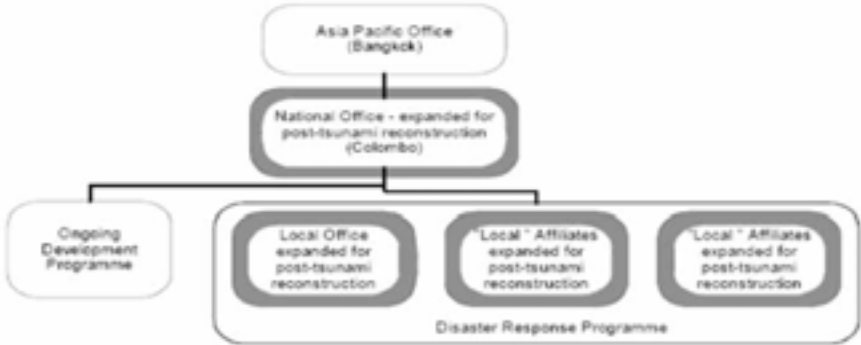 Asia Pacific Office
(Bangkok)
National Office - expanded for
post-tsunami reconstruction
(Colombo)
Ongoing
Development
Programme
Local Office
expanded for
post-tsunami
reconstruction
"Local " Affiliates
expanded for
post-tsunami
reconstruction
"Local " Affiliates
expanded for
post-tsunami
reconstruction
Disaster Response Programme